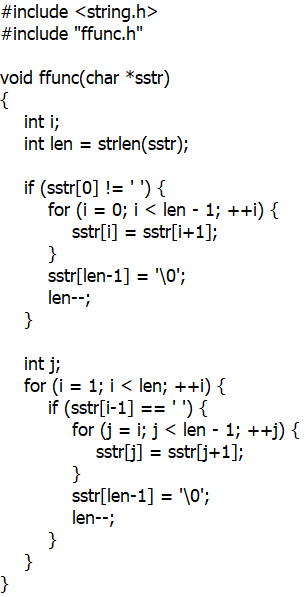 #include <string.h>
#include "ffunc.h"

void ffunc(char *sstr)
{
    int i;
    int len = strlen(sstr);

    if (sstr[0] != ' ') {
        for (i = 0; i < len - 1; ++i) {
            sstr[i] = sstr[i+1];
        }
        sstr[len-1] = '\0';
        len--;
    }

    int j;
    for (i = 1; i < len; ++i) {
        if (sstr[i-1] == ' ') {
            for (j = i; j < len - 1; ++j) {
                sstr[j] = sstr[j+1];
            }
            sstr[len-1] = '\0';
            len--;
        }
    }
}